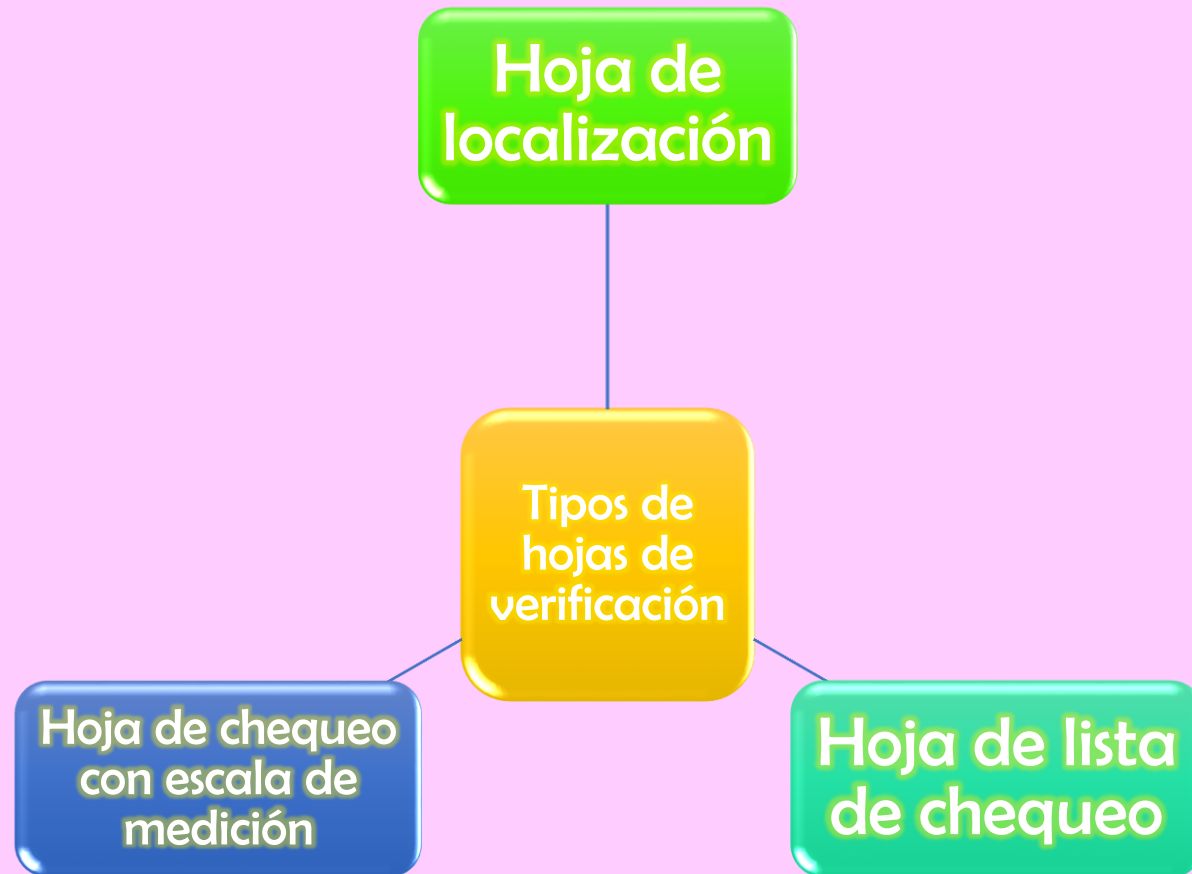 Hoja de
localización
Tipos de
hojas de
verificación
Hoja de chequeo
con escala de
medición
Hoja de lista
de chequeo